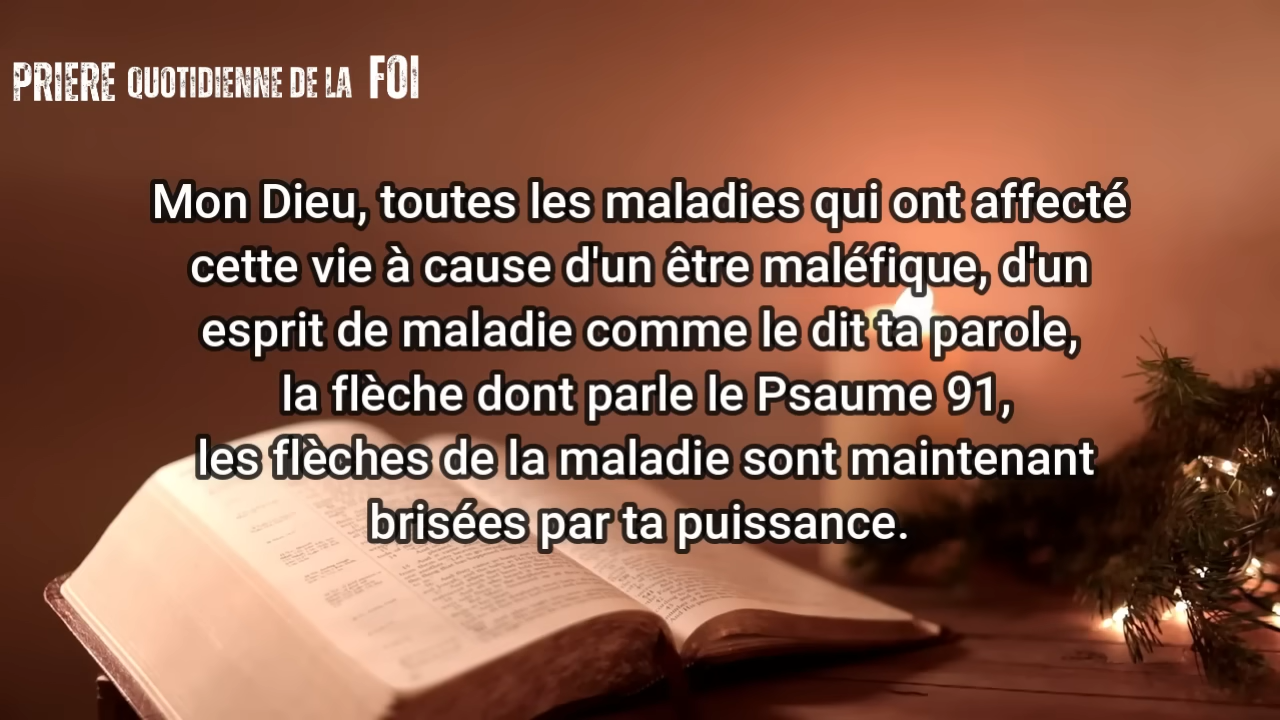 PRIERE QUOTIDIENNE DE LA FOI
Mon Dieu, toutes les maladies qui ont affecté
cette vie à cause d'un être maléfique, d'un
esprit de maladie comme le dit ta parole,
la flèche dont parle le Psaume 91,
les flèches de la maladie sont maintenant
brisées par ta puissance.